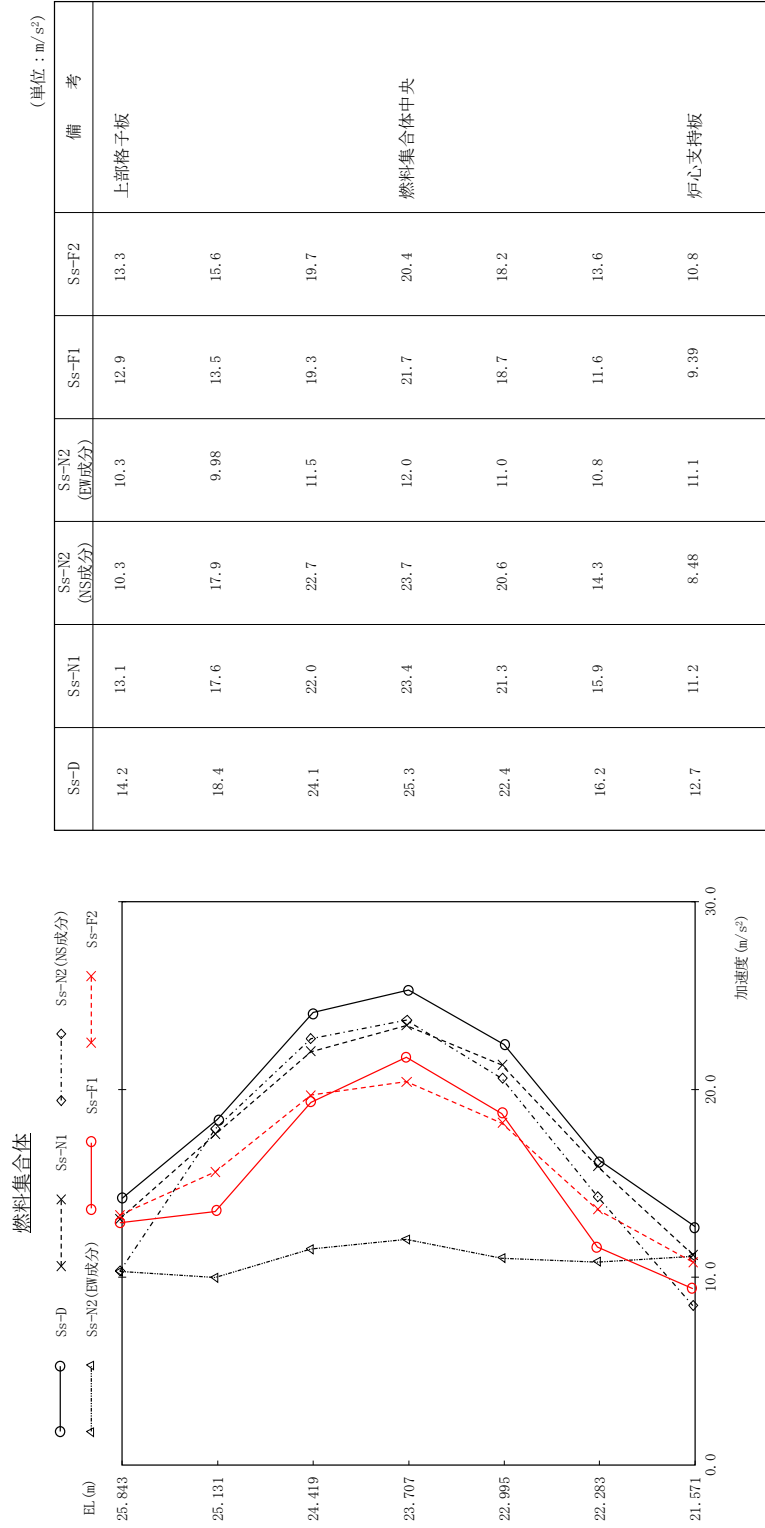 燃料集合体
Ss-D Ss-N1 Ss-N2(NS成分)
Ss-N2(EW成分) Ss-F1 Ss-F2
EL(m)
25.843
25.131
24.419
23.707
22.995
22.283
21.571
0.0 10.0 20.0 30.0
加速度(m/s²)
(単位：m/s²)
Ss-D Ss-N1 Ss-N2 (NS成分) Ss-N2 (EW成分) Ss-F1 Ss-F2 備 考
14.2 13.1 10.3 10.3 12.9 13.3 上部格子板
18.4 17.6 17.9 9.98 13.5 15.6
24.1 22.0 22.7 11.5 19.3 19.7
25.3 23.4 23.7 12.0 21.7 20.4 燃料集合体中央
22.4 21.3 20.6 11.0 18.7 18.2
16.2 15.9 14.3 10.8 11.6 13.6
12.7 11.2 8.48 11.1 9.39 10.8 炉心支持板